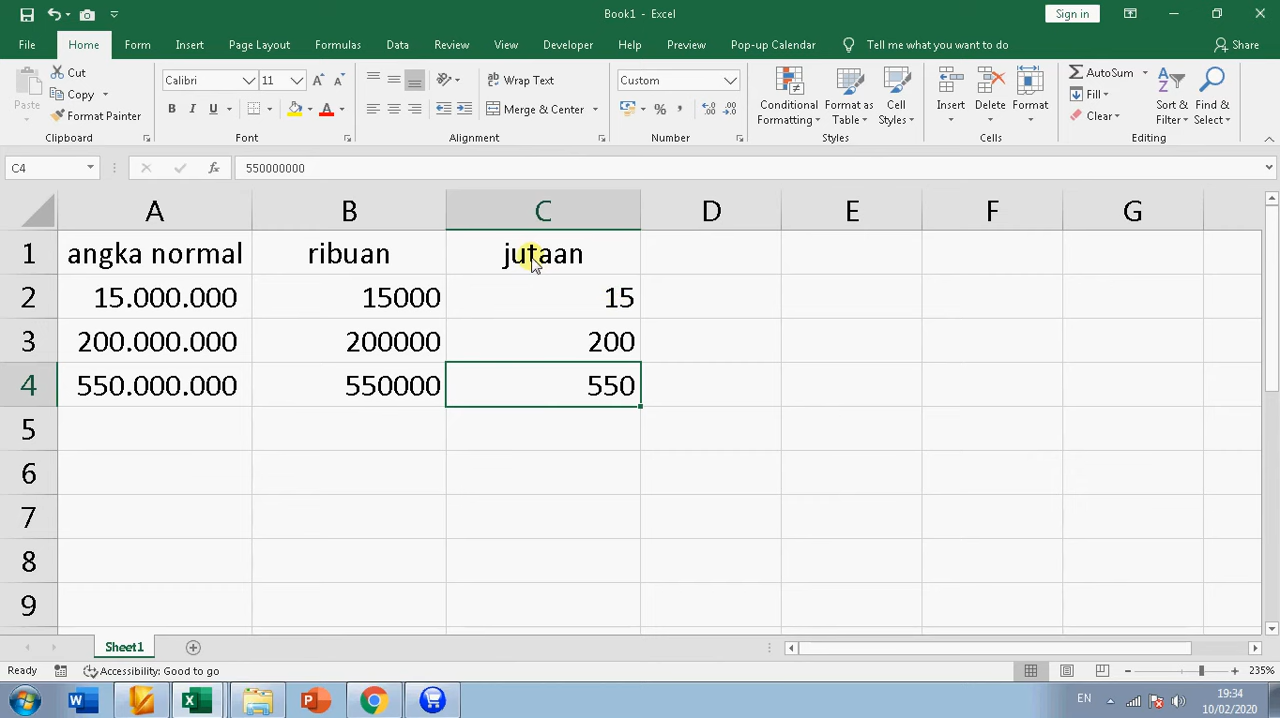 Book1 - Excel
Sign in
File Home Form Insert Page Layout Formulas Data Review View Developer Help Preview Pop-up Calendar Tell me what you want to do Share
Paste
Cut
Copy
Format Painter
Clipboard
Calibri 11
B I U
A
Font
Wrap Text
Merge & Center
Alignment
Custom
%
Number
Conditional Formatting
Format as Table
Cell Styles
Styles
Insert
Delete
Format
Cells
AutoSum
Fill
Clear
Sort & Filter
Find & Select
Editing
C4 fx 550000000
A B C D E F G
1 angka normal ribuan jutaan
2 15.000.000 15000 15
3 200.000.000 200000 200
4 550.000.000 550000 550
5
6
7
8
9
Sheet1
Ready Accessibility: Good to go 235%
EN 19:34
10/02/2020